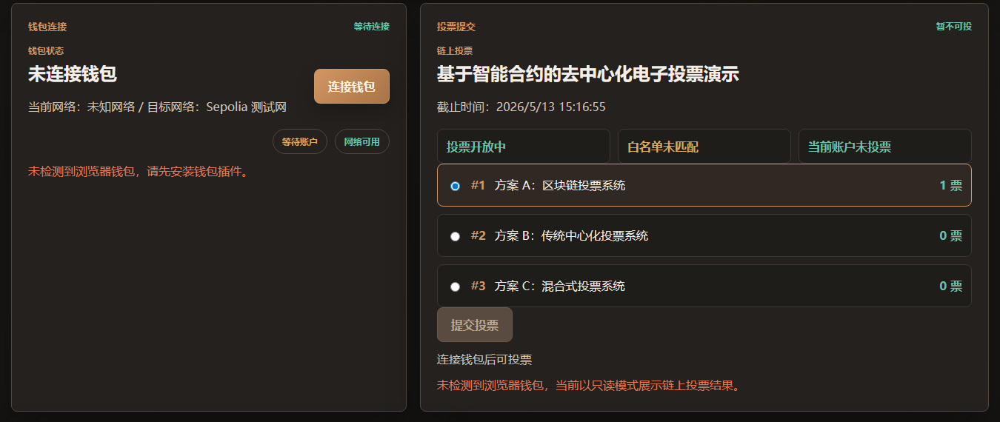 钱包连接
等待连接
钱包状态
未连接钱包
连接钱包
当前网络：未知网络 / 目标网络：Sepolia 测试网
等待账户
网络可用
未检测到浏览器钱包，请先安装钱包插件。
投票提交
暂不可投
链上投票
基于智能合约的去中心化电子投票演示
截止时间：2026/5/13 15:16:55
投票开放中
白名单未匹配
当前账户未投票
#1 方案 A：区块链投票系统 1 票
#2 方案 B：传统中心化投票系统 0 票
#3 方案 C：混合式投票系统 0 票
提交投票
连接钱包后可投票
未检测到浏览器钱包，当前以只读模式展示链上投票结果。